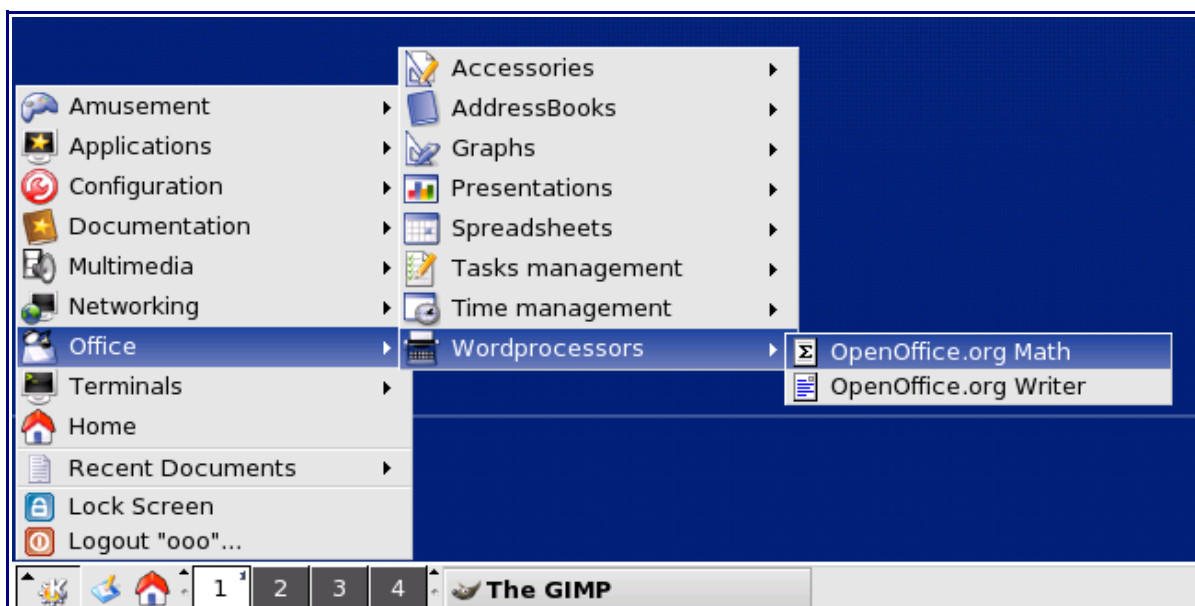 Amusement
Applications
Configuration
Documentation
Multimedia
Networking
Office
Terminals
Home
Recent Documents
Lock Screen
Logout "ooo"...
Accessories
AddressBooks
Graphs
Presentations
Spreadsheets
Tasks management
Time management
Wordprocessors
OpenOffice.org Math
OpenOffice.org Writer
1 2 3 4 The GIMP